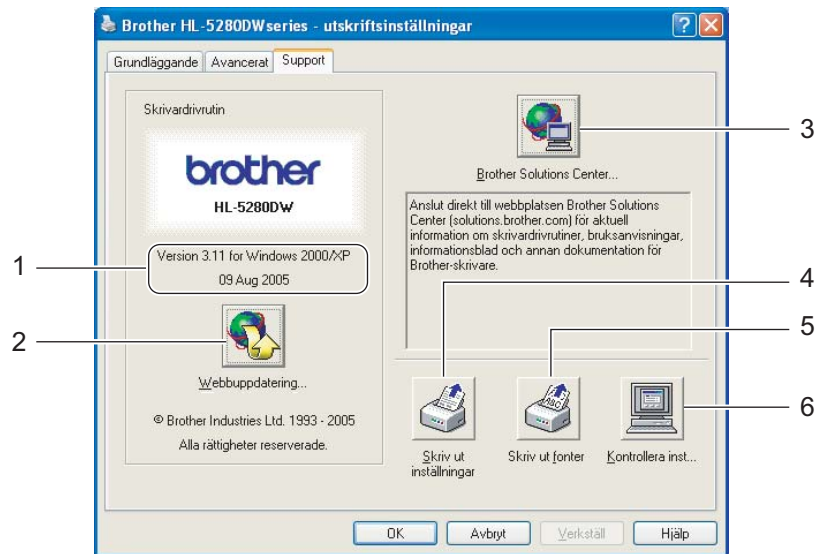 Brother HL-5280DWseries - utskriftsinställningar
Grundläggande Avancerat Support
Skrivardrivrutin
brother
HL-5280DW
Version 3.11 for Windows 2000/XP
09 Aug 2005
1
2
Webbuppdatering...
© Brother Industries Ltd. 1993 - 2005
Alla rättigheter reserverade.
3
Brother Solutions Center...
Anslut direkt till webbplatsen Brother Solutions
Center (solutions.brother.com) för aktuell
information om skrivardrivrutiner, bruksanvisningar,
informationsblad och annan dokumentation för
Brother-skrivare.
4
5
6
Skriv ut
inställningar
Skriv ut fonter
Kontrollera inst...
OK Avbryt Verkställ Hjälp